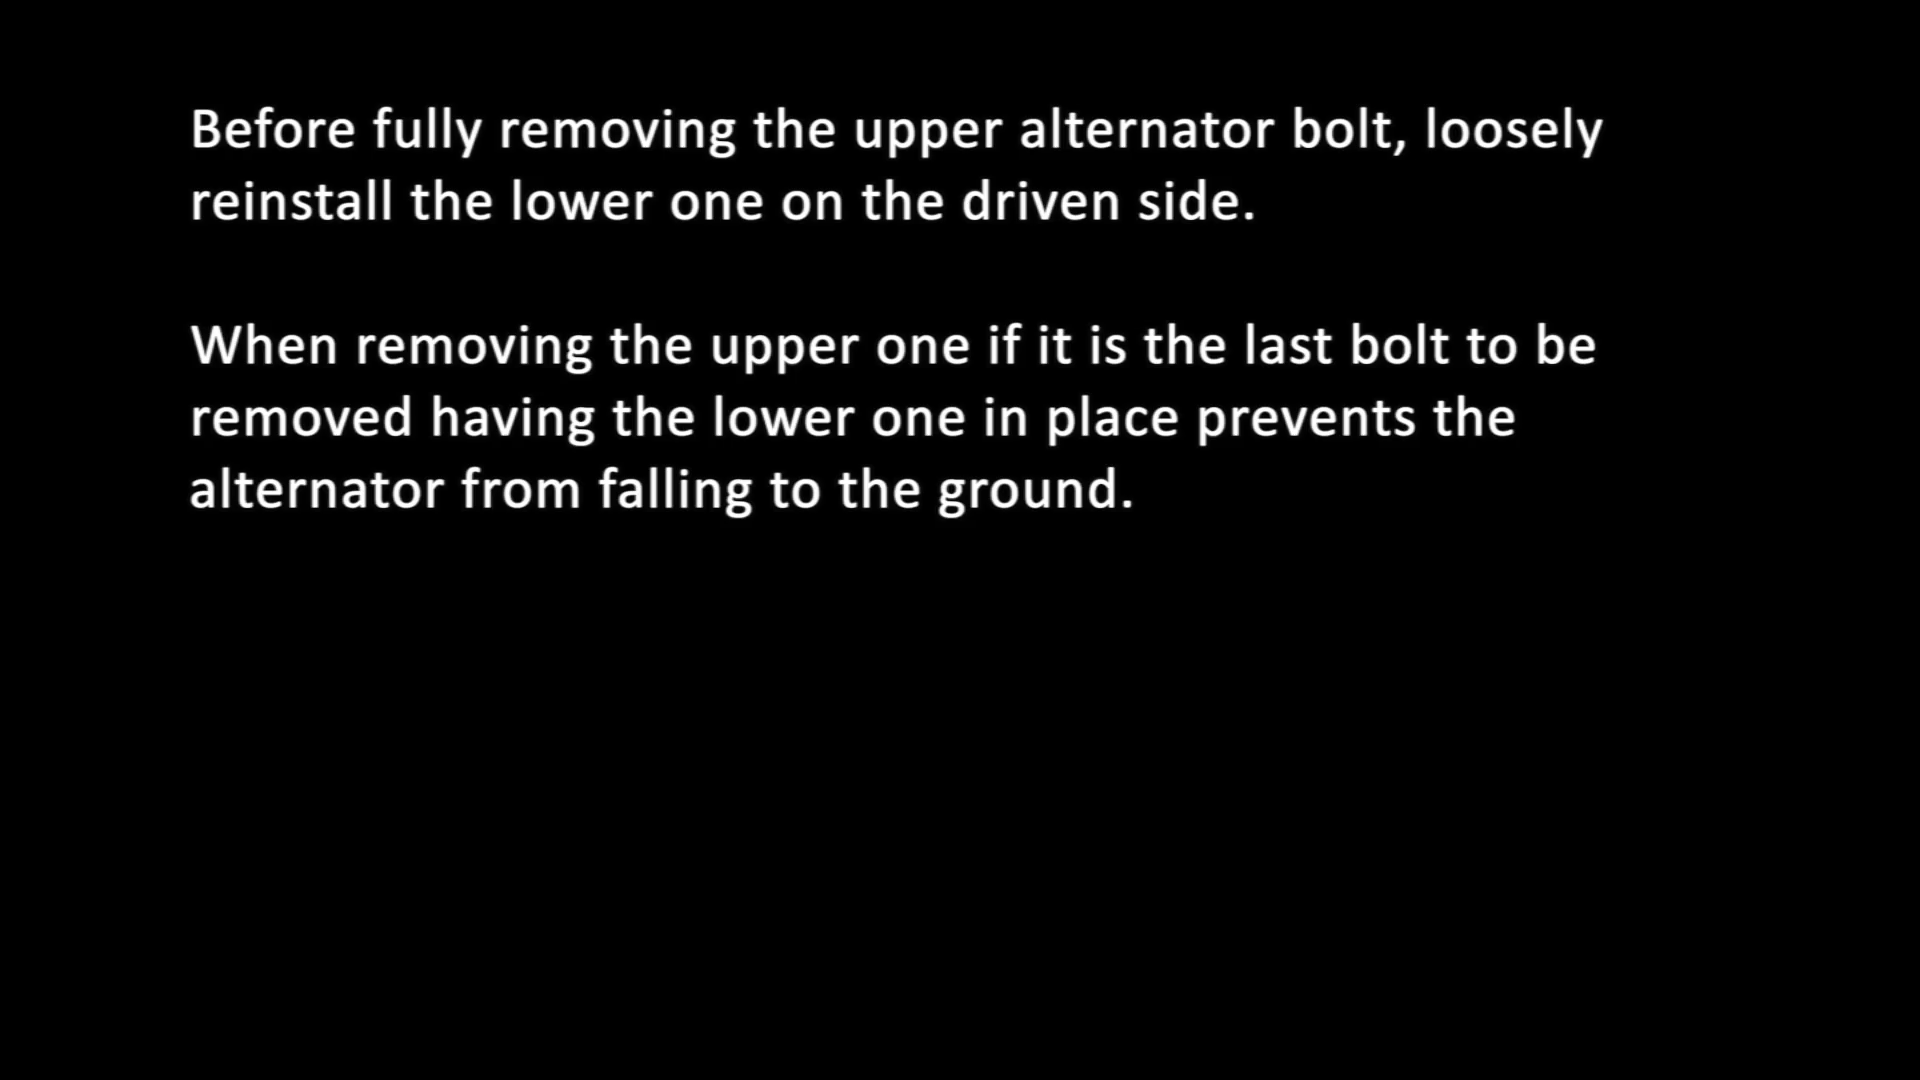 Before fully removing the upper alternator bolt, loosely
reinstall the lower one on the driven side.
When removing the upper one if it is the last bolt to be
removed having the lower one in place prevents the
alternator from falling to the ground.